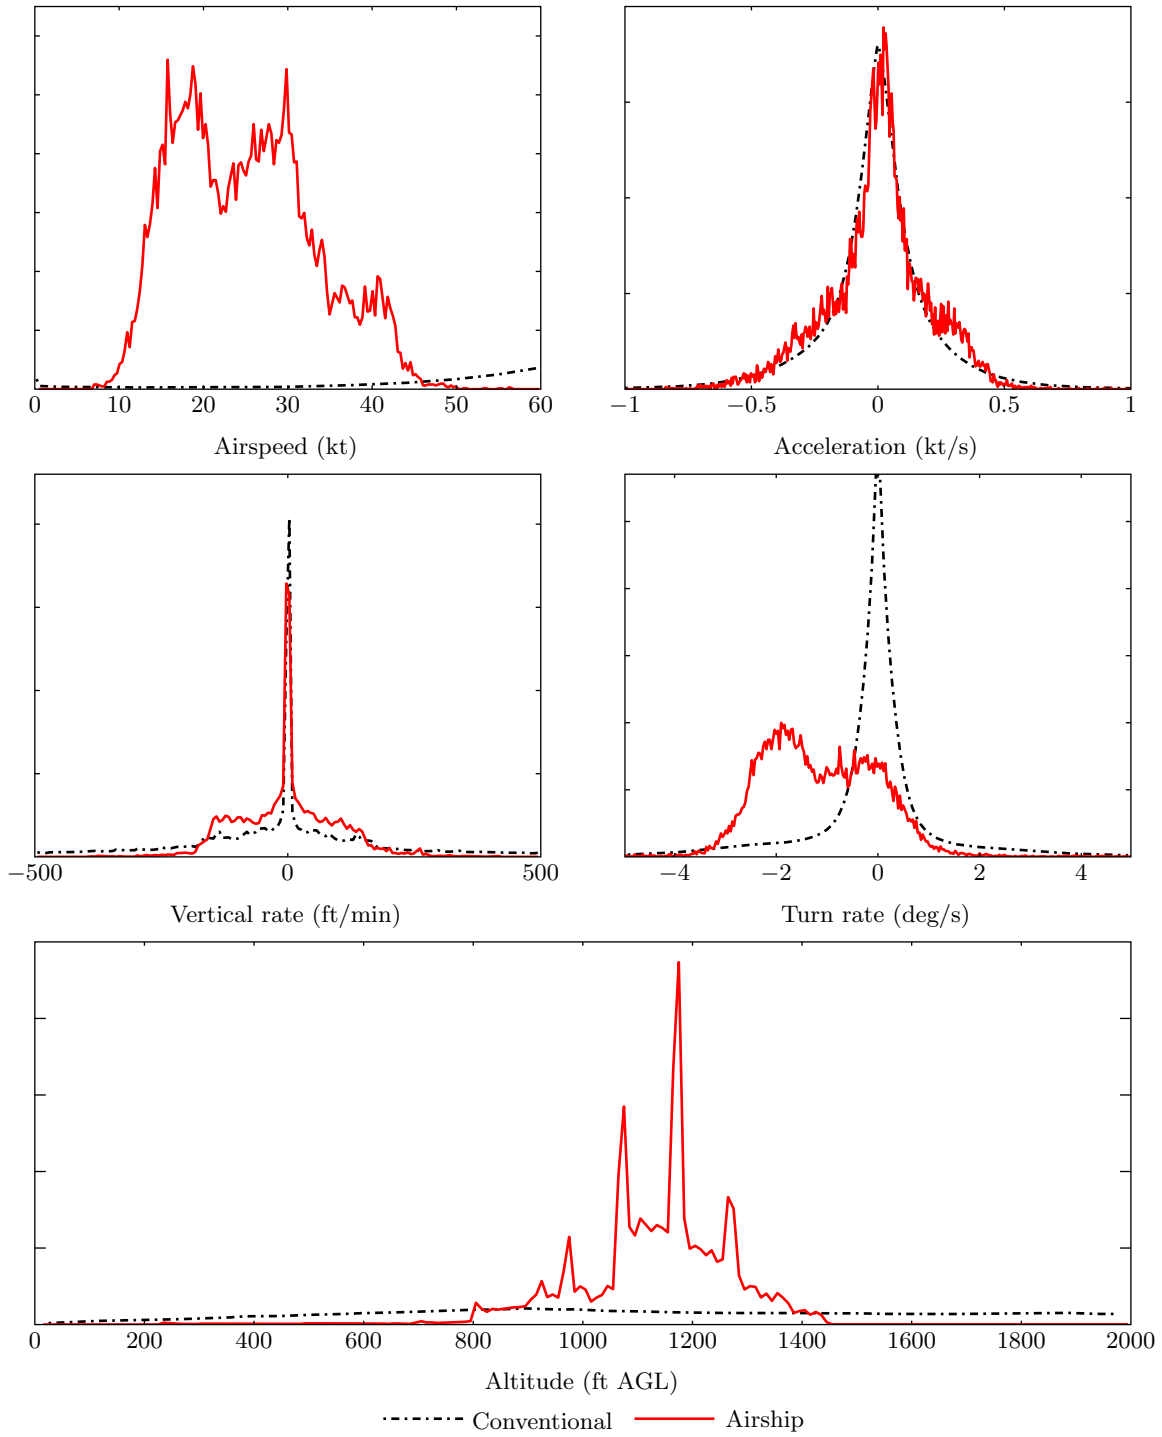 0 10 20 30 40 50 60
Airspeed (kt)
−1 −0.5 0 0.5 1
Acceleration (kt/s)
−500 0 500
Vertical rate (ft/min)
−4 −2 0 2 4
Turn rate (deg/s)
0 200 400 600 800 1000 1200 1400 1600 1800 2000
Altitude (ft AGL)
Conventional Airship